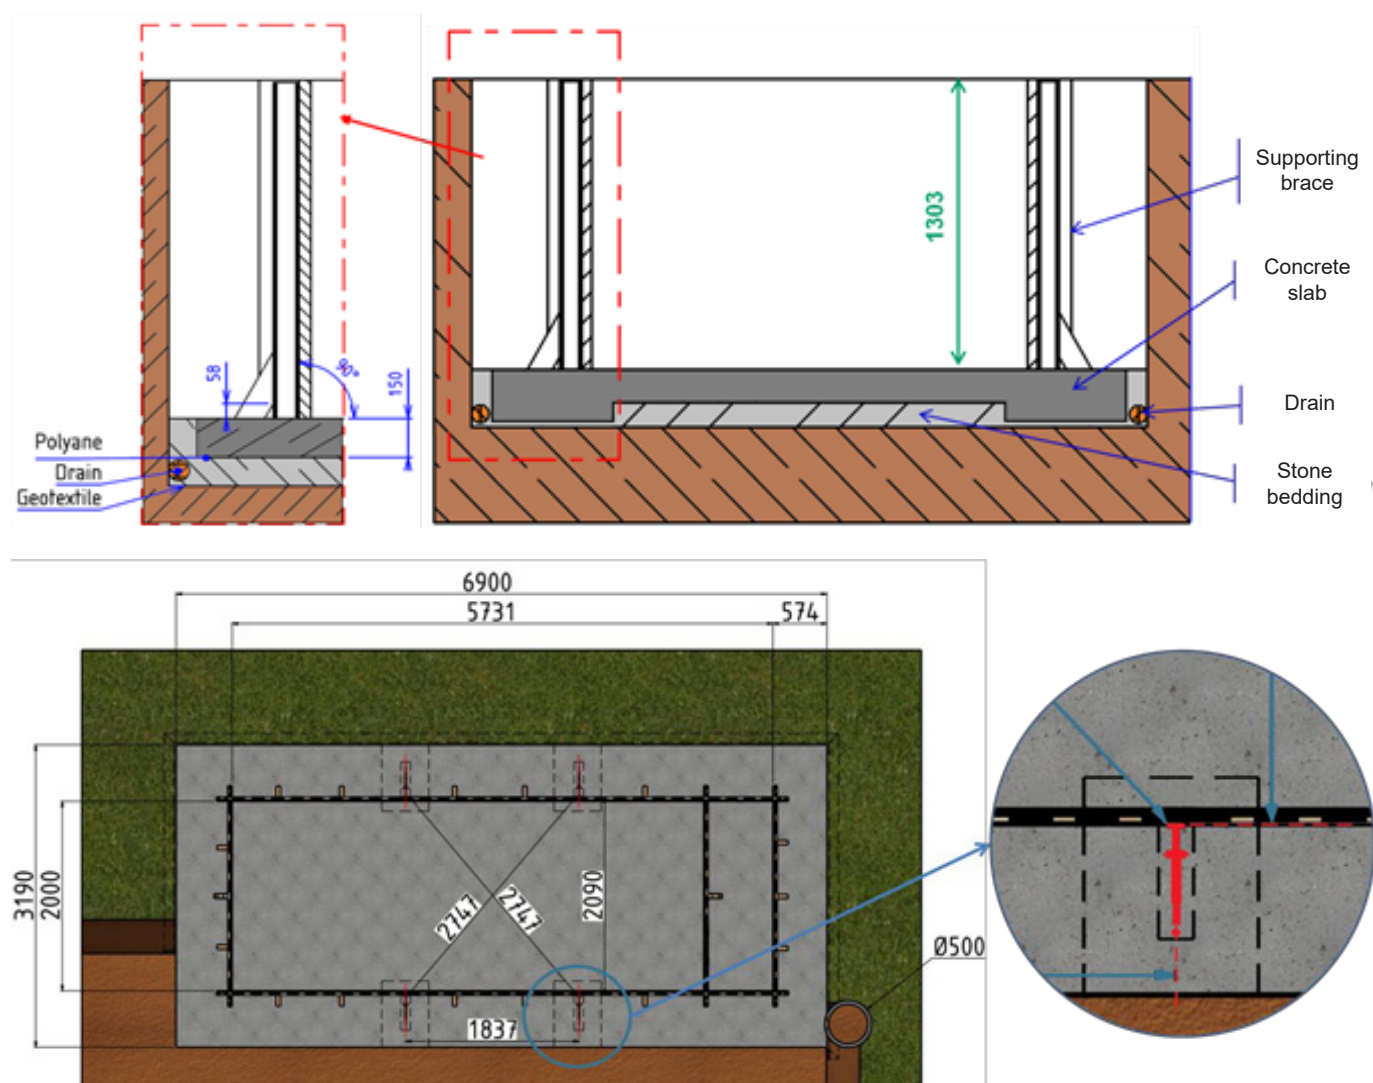 58
90°
150
Polyane
Drain
Geotextile
1303
Supporting
brace
Concrete
slab
Drain
Stone
bedding
6900
5731
574
3190
2000
2747
2747
2090
1837
Ø500